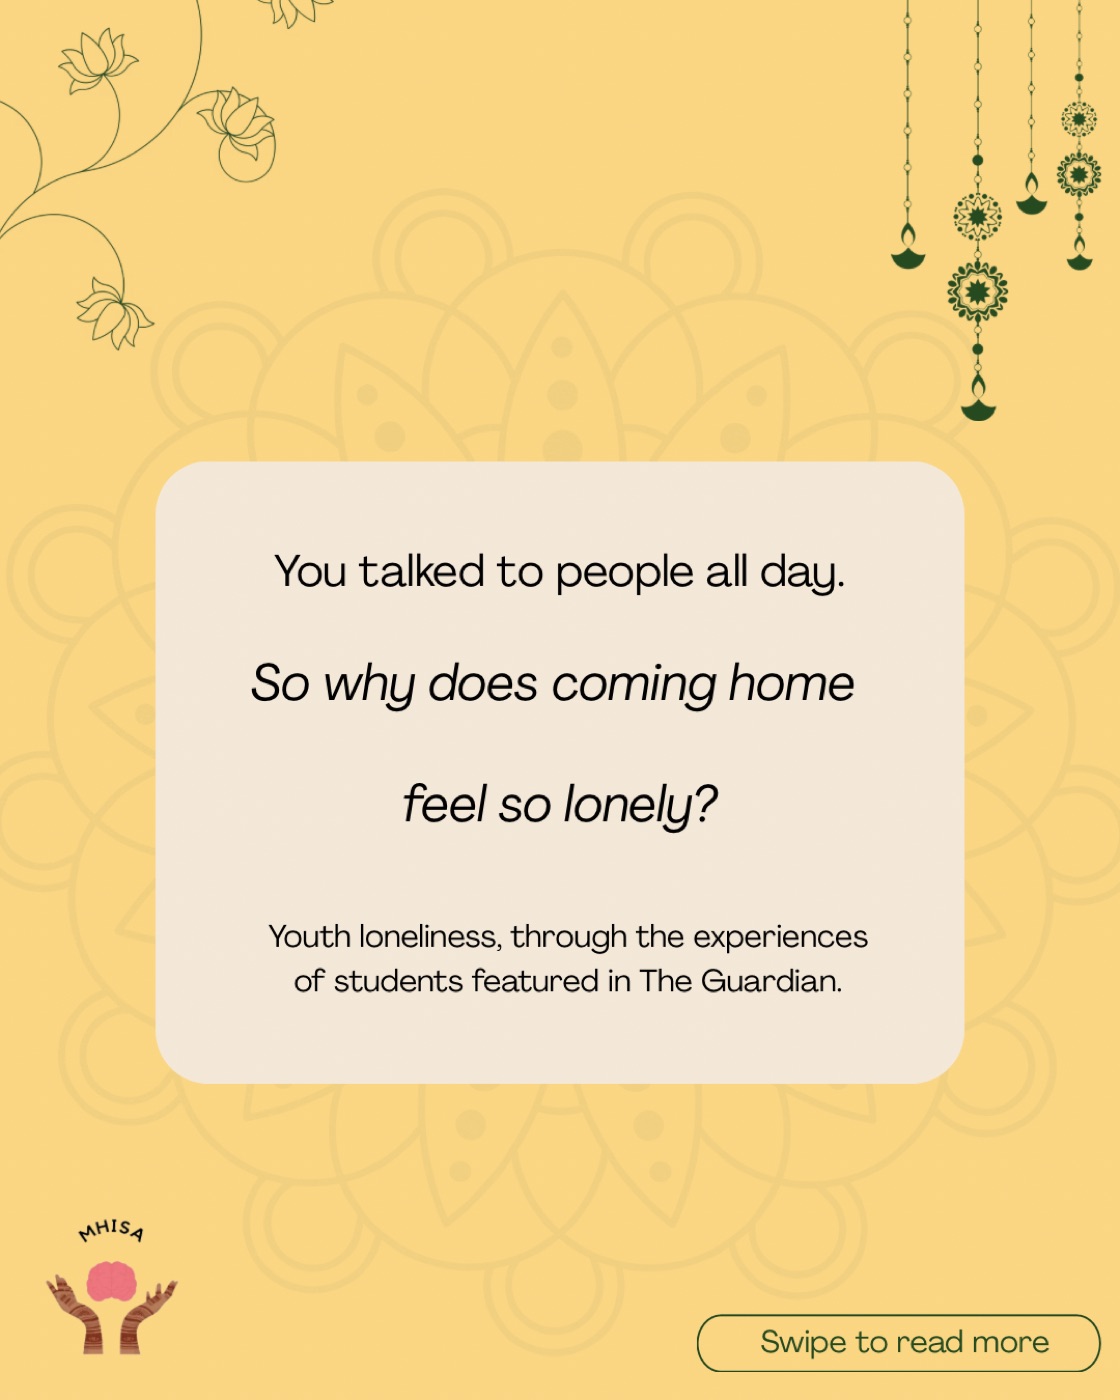 You talked to people all day.
So why does coming home
feel so lonely?
Youth loneliness, through the experiences
of students featured in The Guardian.
MHISA
Swipe to read more